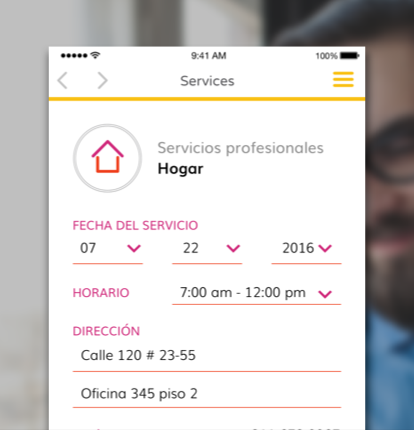 9:41 AM 100%
Services
Servicios profesionales
Hogar
FECHA DEL SERVICIO
07 22 2016
HORARIO 7:00 am - 12:00 pm
DIRECCIÓN
Calle 120 # 23-55
Oficina 345 piso 2